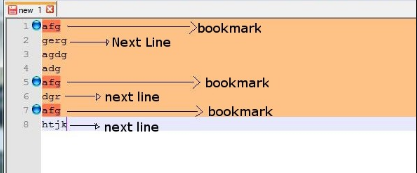 new 1
1 afg bookmark
2 gerg Next Line
3 agdg
4 adg
5 afg bookmark
6 dgr next line
7 afg bookmark
8 htjk next line